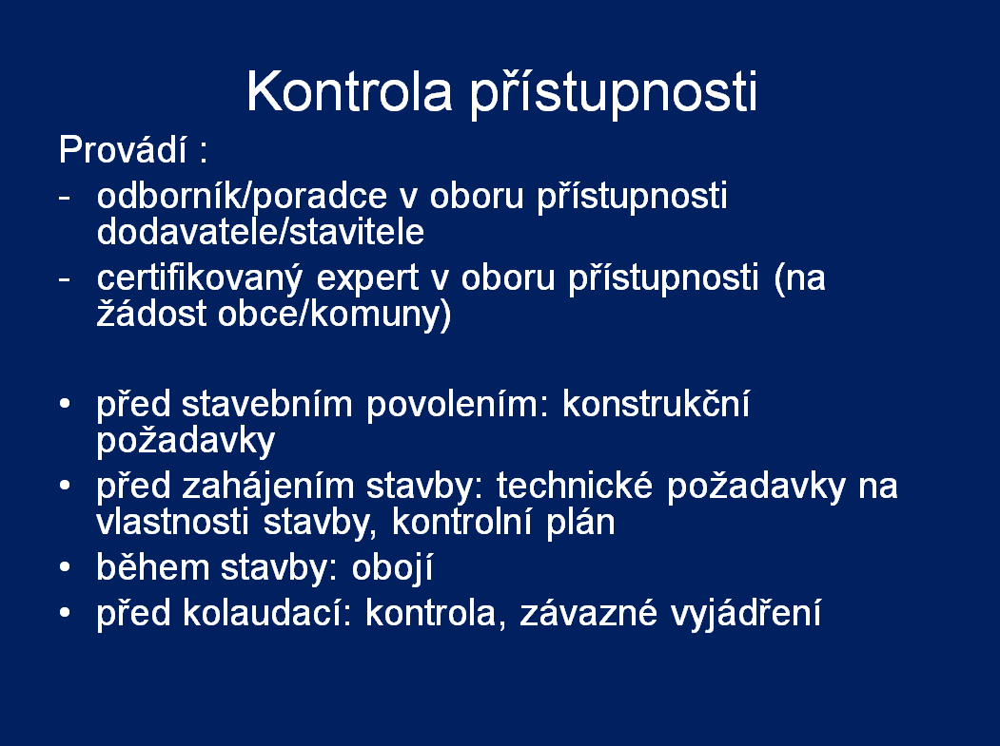 Kontrola přístupnosti
Provádí :
- odborník/poradce v oboru přístupnosti
dodavatele/stavitele
- certifikovaný expert v oboru přístupnosti (na
žádost obce/komuny)
• před stavebním povolením: konstrukční
požadavky
• před zahájením stavby: technické požadavky na
vlastnosti stavby, kontrolní plán
• během stavby: obojí
• před kolaudací: kontrola, závazné vyjádření